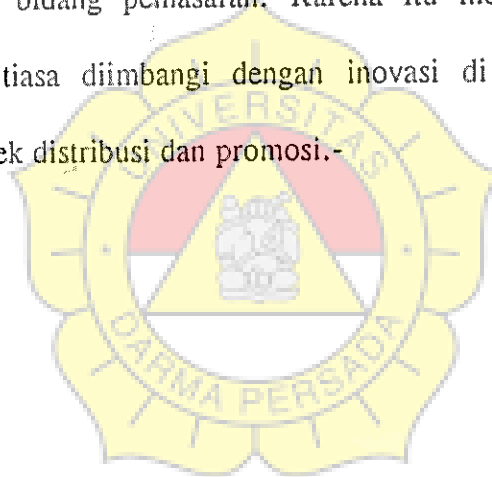 bidang pemasaran. Karena itu
tiasa diimbangi dengan inovasi di
ek distribusi dan promosi.-
UNIVERSITAS
DARMA PERSADA